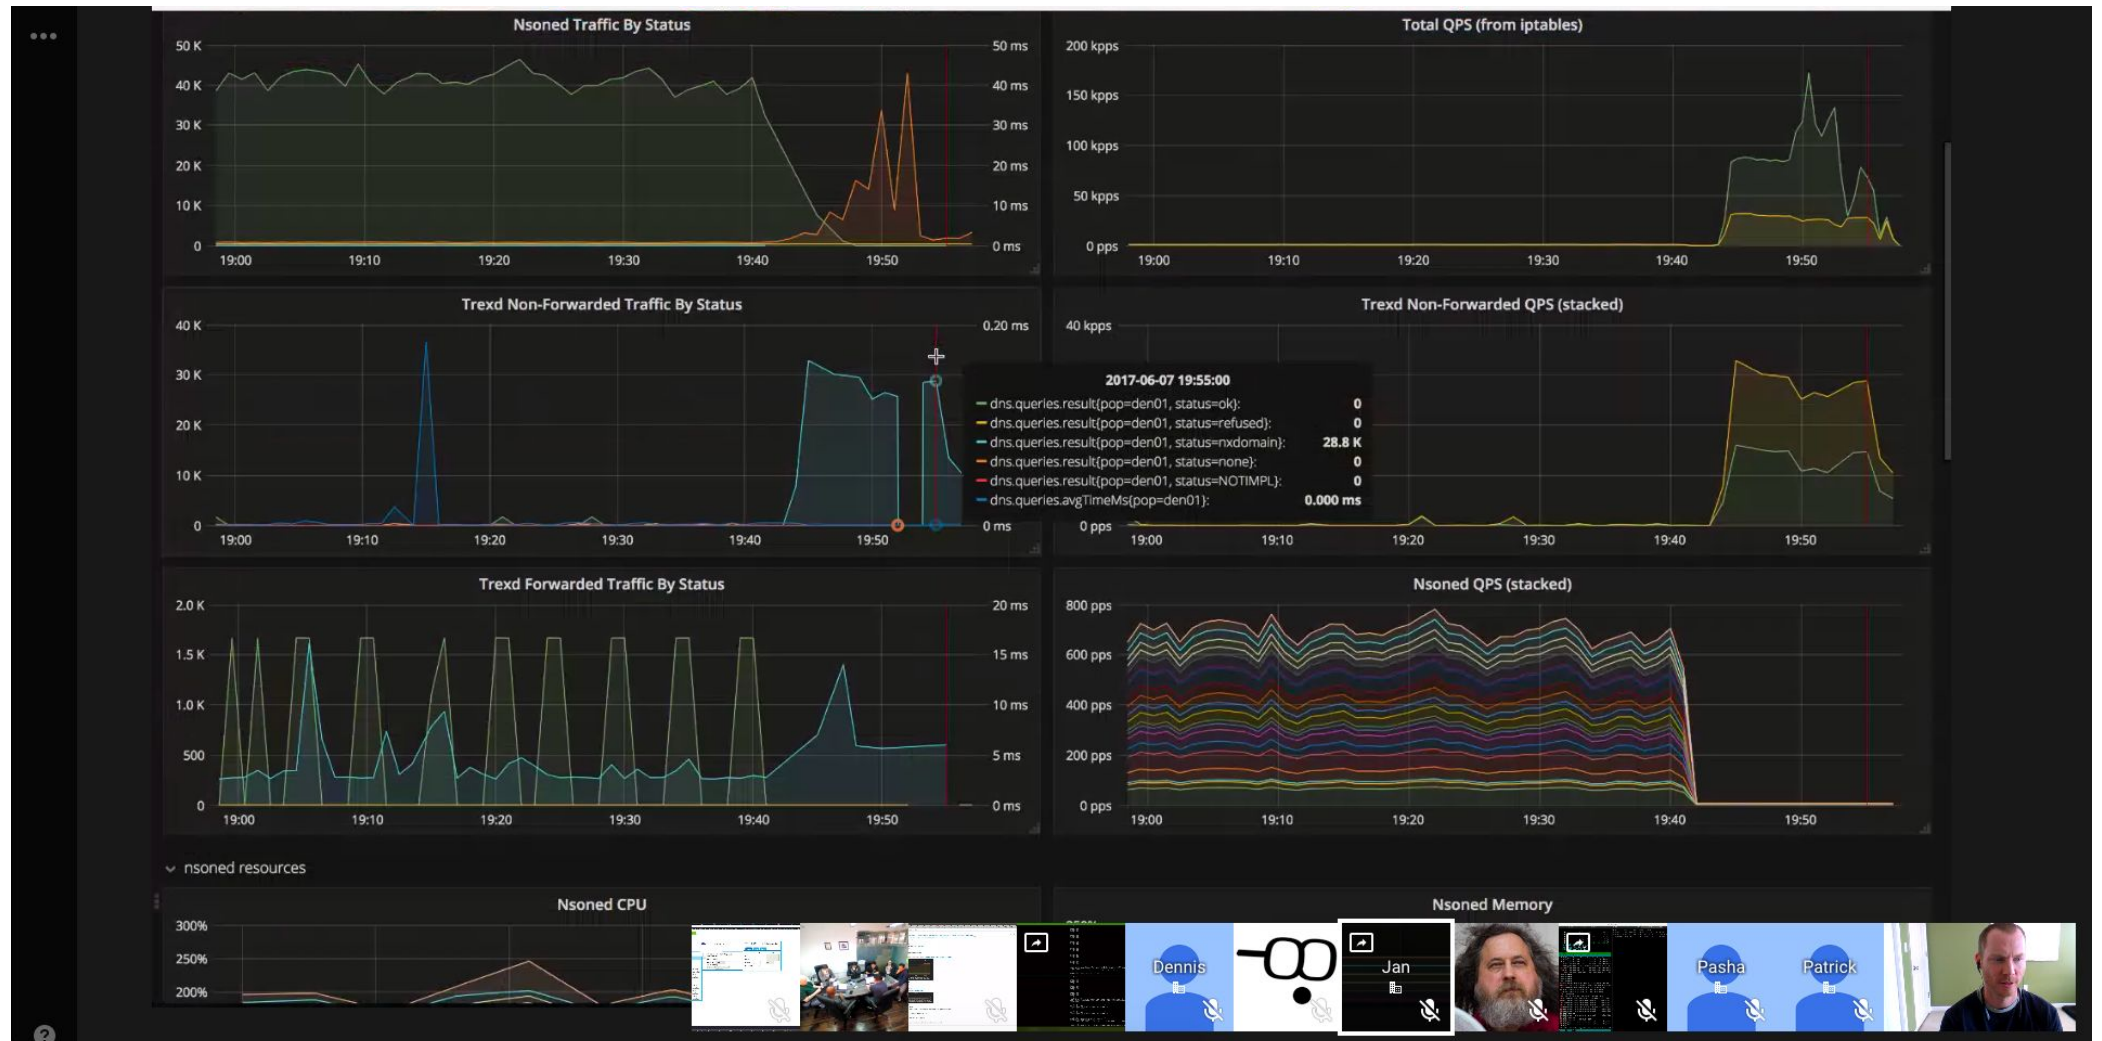 Nsoned Traffic By Status
50 K
40 K
30 K
20 K
10 K
0
50 ms
40 ms
30 ms
20 ms
10 ms
0 ms
19:00 19:10 19:20 19:30 19:40 19:50
Total QPS (from iptables)
200 kpps
150 kpps
100 kpps
50 kpps
0 pps
19:00 19:10 19:20 19:30 19:40 19:50
Trexd Non-Forwarded Traffic By Status
40 K
30 K
20 K
10 K
0
0.20 ms
0 ms
19:00 19:10 19:20 19:30 19:40 19:50
2017-06-07 19:55:00
dns.queries.result{pop=den01, status=ok}: 0
dns.queries.result{pop=den01, status=refused}: 0
dns.queries.result{pop=den01, status=nxdomain}: 28.8 K
dns.queries.result{pop=den01, status=none}: 0
dns.queries.result{pop=den01, status=NOTIMPL}: 0
dns.queries.avgTimeMs{pop=den01}: 0.000 ms
Trexd Non-Forwarded QPS (stacked)
40 kpps
0 pps
19:00 19:10 19:20 19:30 19:40 19:50
Trexd Forwarded Traffic By Status
2.0 K
1.5 K
1.0 K
500
0
20 ms
15 ms
10 ms
5 ms
0 ms
19:00 19:10 19:20 19:30 19:40 19:50
Nsoned QPS (stacked)
800 pps
600 pps
400 pps
200 pps
0 pps
19:00 19:10 19:20 19:30 19:40 19:50
nsoned resources
Nsoned CPU
300%
250%
200%
Nsoned Memory
Dennis
Jan
Pasha
Patrick
?